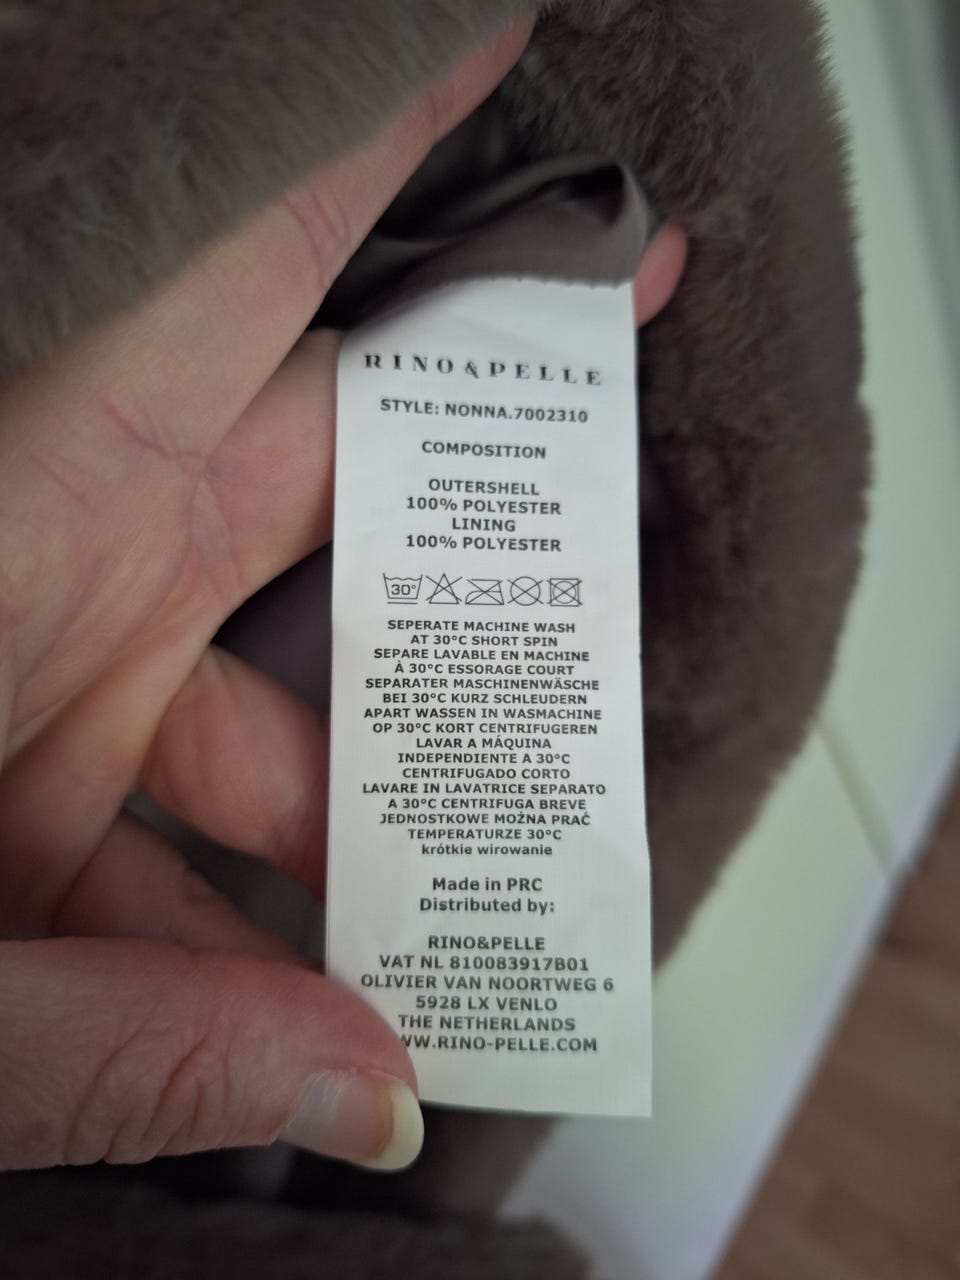 RINO&PELLE
STYLE: NONNA.7002310
COMPOSITION
OUTERSHELL
100% POLYESTER
LINING
100% POLYESTER
30°
SEPERATE MACHINE WASH
AT 30°C SHORT SPIN
SEPARE LAVABLE EN MACHINE
À 30°C ESSORAGE COURT
SEPARATER MASCHINENWÄSCHE
BEI 30°C KURZ SCHLEUDERN
APART WASSEN IN WASMACHINE
OP 30°C KORT CENTRIFUGEREN
LAVAR A MÁQUINA
INDEPENDIENTE A 30°C
CENTRIFUGADO CORTO
LAVARE IN LAVATRICE SEPARATO
A 30°C CENTRIFUGA BREVE
JEDNOSTKOWE MOŻNA PRAĆ
TEMPERATURZE 30°C
krótkie wirowanie
Made in PRC
Distributed by:
RINO&PELLE
VAT NL 810083917B01
OLIVIER VAN NOORTWEG 6
5928 LX VENLO
THE NETHERLANDS
WW.RINO-PELLE.COM